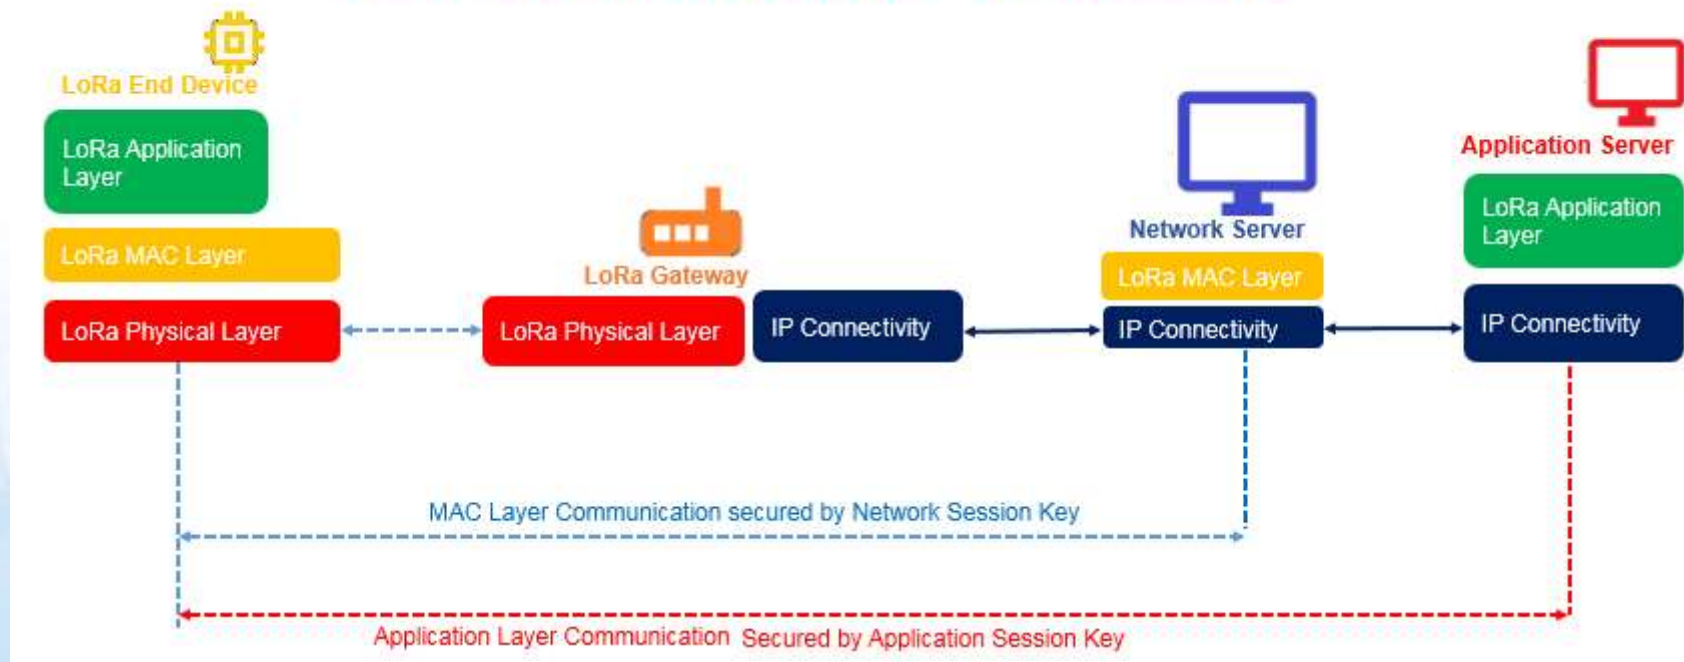 LoRa End Device
LoRa Application
Layer
LoRa MAC Layer
LoRa Physical Layer
LoRa Gateway
LoRa Physical Layer
IP Connectivity
Network Server
LoRa MAC Layer
IP Connectivity
Application Server
LoRa Application
Layer
IP Connectivity
MAC Layer Communication secured by Network Session Key
Application Layer Communication Secured by Application Session Key